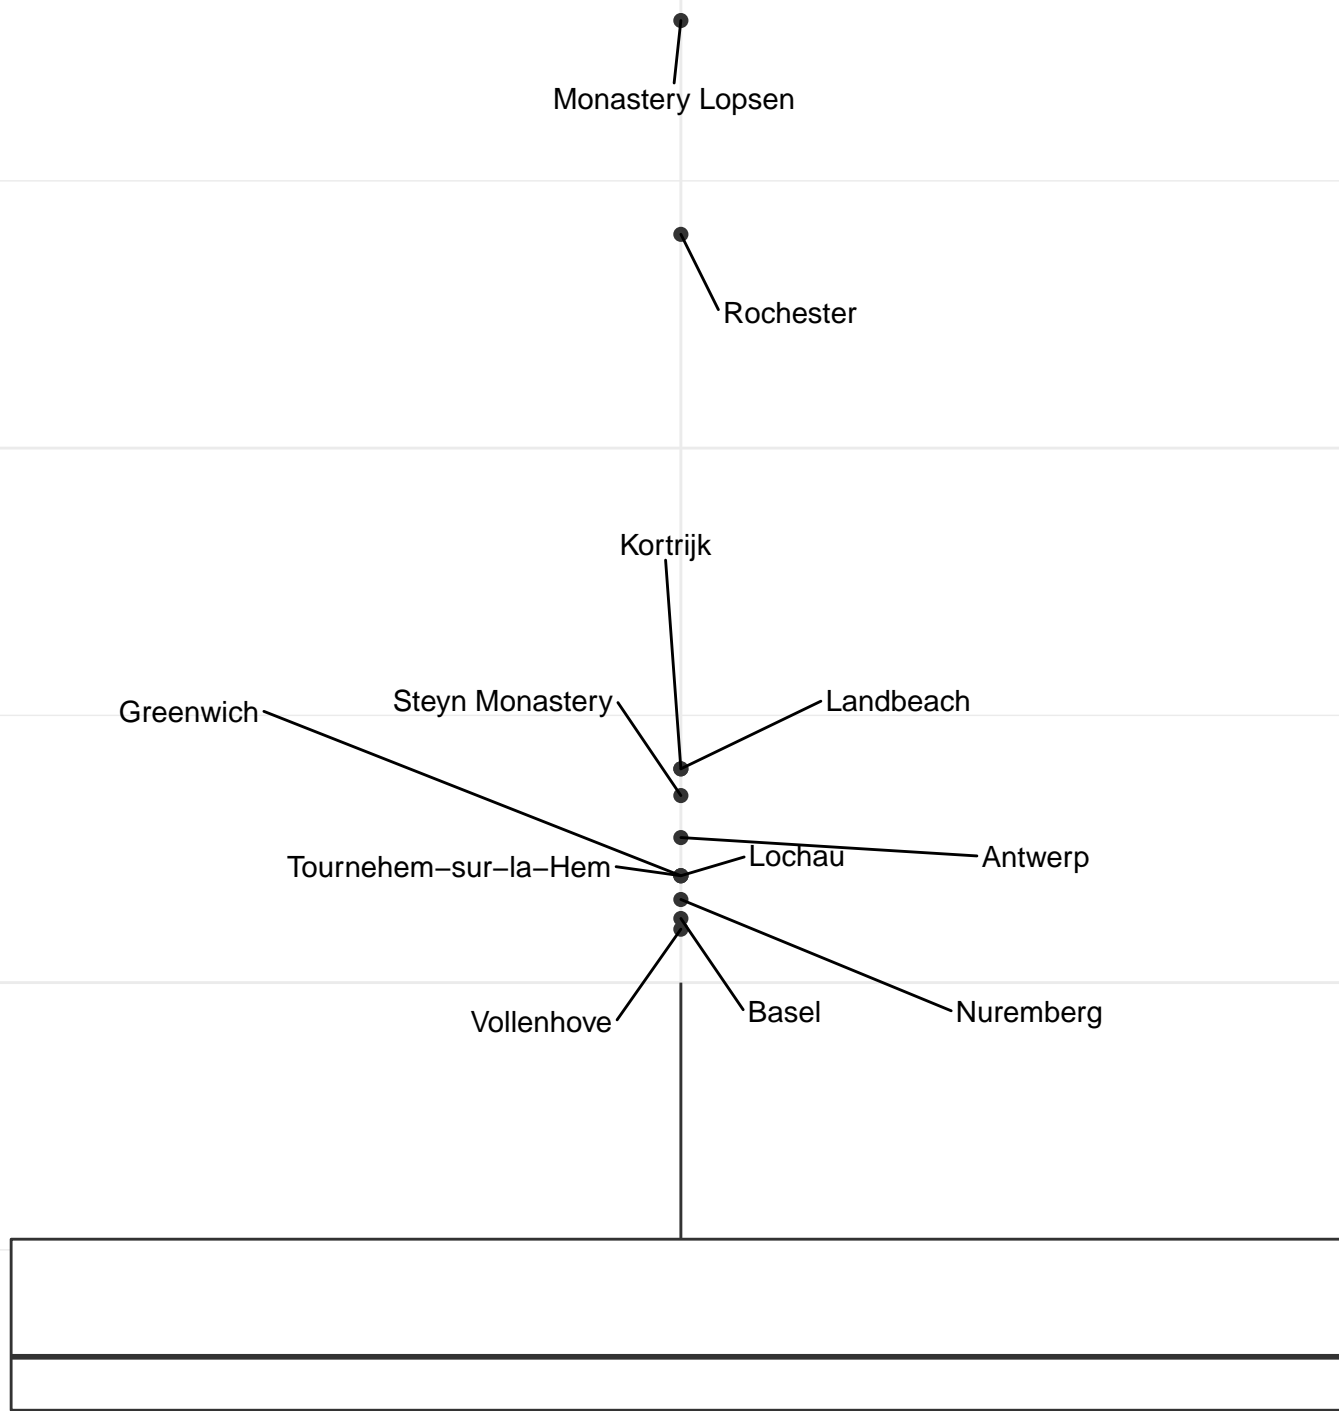 Monastery Lopsen
Rochester
Kortrijk
Steyn Monastery
Landbeach
Greenwich
Lochau
Antwerp
Tournehem−sur−la−Hem
Basel
Nuremberg
Vollenhove